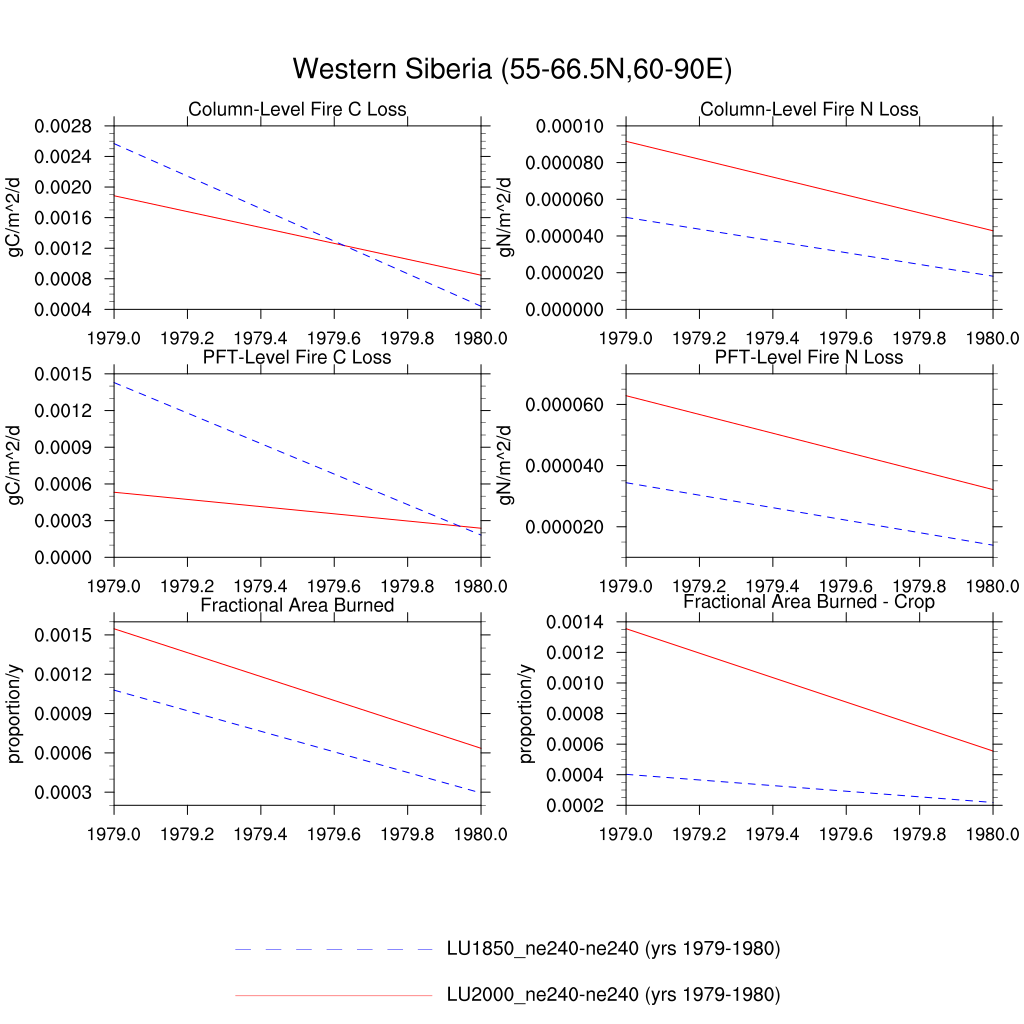 Western Siberia (55-66.5N,60-90E)
Column-Level Fire C Loss
gC/m^2/d
0.0028
0.0024
0.0020
0.0016
0.0012
0.0008
0.0004
1979.0 1979.2 1979.4 1979.6 1979.8 1980.0
Column-Level Fire N Loss
gN/m^2/d
0.00010
0.000080
0.000060
0.000040
0.000020
0.000000
1979.0 1979.2 1979.4 1979.6 1979.8 1980.0
PFT-Level Fire C Loss
gC/m^2/d
0.0015
0.0012
0.0009
0.0006
0.0003
0.0000
1979.0 1979.2 1979.4 1979.6 1979.8 1980.0
PFT-Level Fire N Loss
gN/m^2/d
0.000060
0.000040
0.000020
1979.0 1979.2 1979.4 1979.6 1979.8 1980.0
Fractional Area Burned
proportion/y
0.0015
0.0012
0.0009
0.0006
0.0003
1979.0 1979.2 1979.4 1979.6 1979.8 1980.0
Fractional Area Burned - Crop
proportion/y
0.0014
0.0012
0.0010
0.0008
0.0006
0.0004
0.0002
1979.0 1979.2 1979.4 1979.6 1979.8 1980.0
LU1850_ne240-ne240 (yrs 1979-1980)
LU2000_ne240-ne240 (yrs 1979-1980)